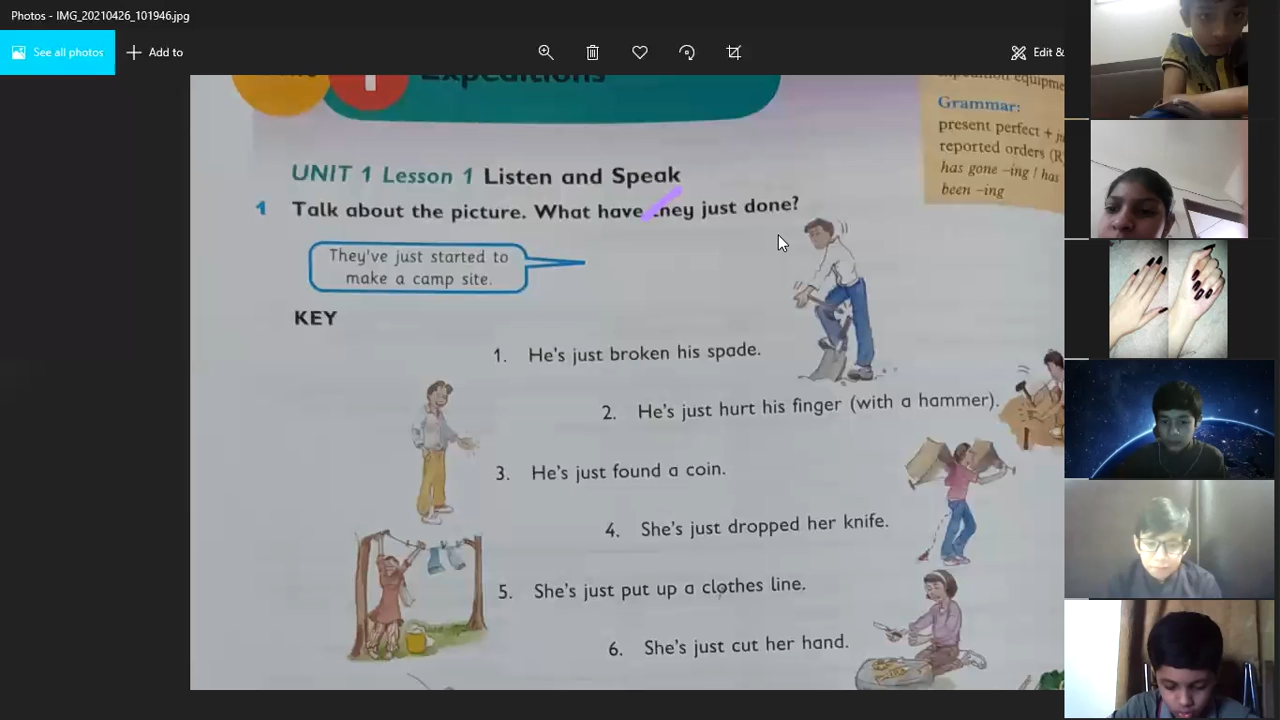 Photos - IMG_20210426_101946.jpg
See all photos
Add to
Edit &
Expeditions
Grammar:
present perfect +
reported orders
has gone –ing / has
been –ing
UNIT 1 Lesson 1 Listen and Speak
1 Talk about the picture. What have they just done?
They've just started to
make a camp site.
KEY
1. He's just broken his spade.
2. He's just hurt his finger (with a hammer).
3. He's just found a coin.
4. She's just dropped her knife.
5. She's just put up a clothes line.
6. She's just cut her hand.